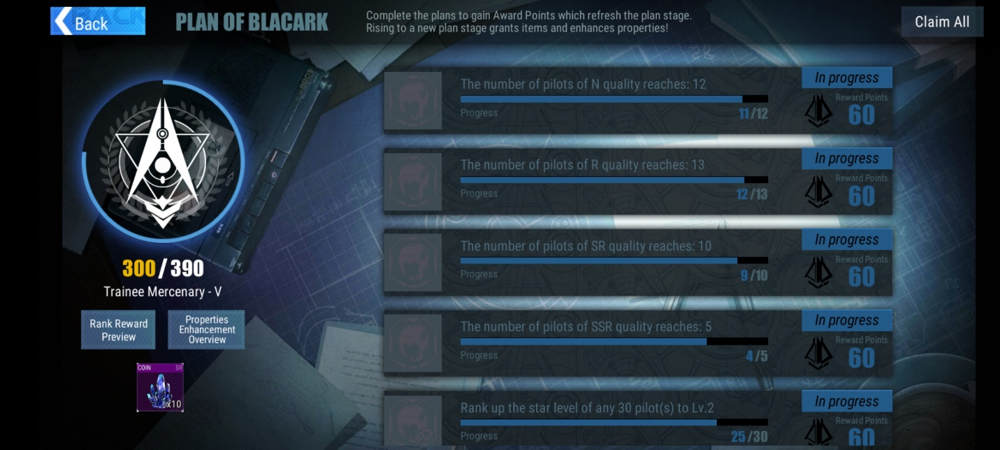 Back
PLAN OF BLACARK
Complete the plans to gain Award Points which refresh the plan stage.
Rising to a new plan stage grants items and enhances properties!
Claim All
300/390
Trainee Mercenary - V
Rank Reward
Preview
Properties
Enhancement
Overview
COIN SR
x10
The number of pilots of N quality reaches: 12
Progress 11/12
In progress
Reward Points
60
The number of pilots of R quality reaches: 13
Progress 12/13
In progress
Reward Points
60
The number of pilots of SR quality reaches: 10
Progress 9/10
In progress
Reward Points
60
The number of pilots of SSR quality reaches: 5
Progress 4/5
In progress
Reward Points
60
Rank up the star level of any 30 pilot(s) to Lv.2
Progress 25/30
In progress
Reward Points
60